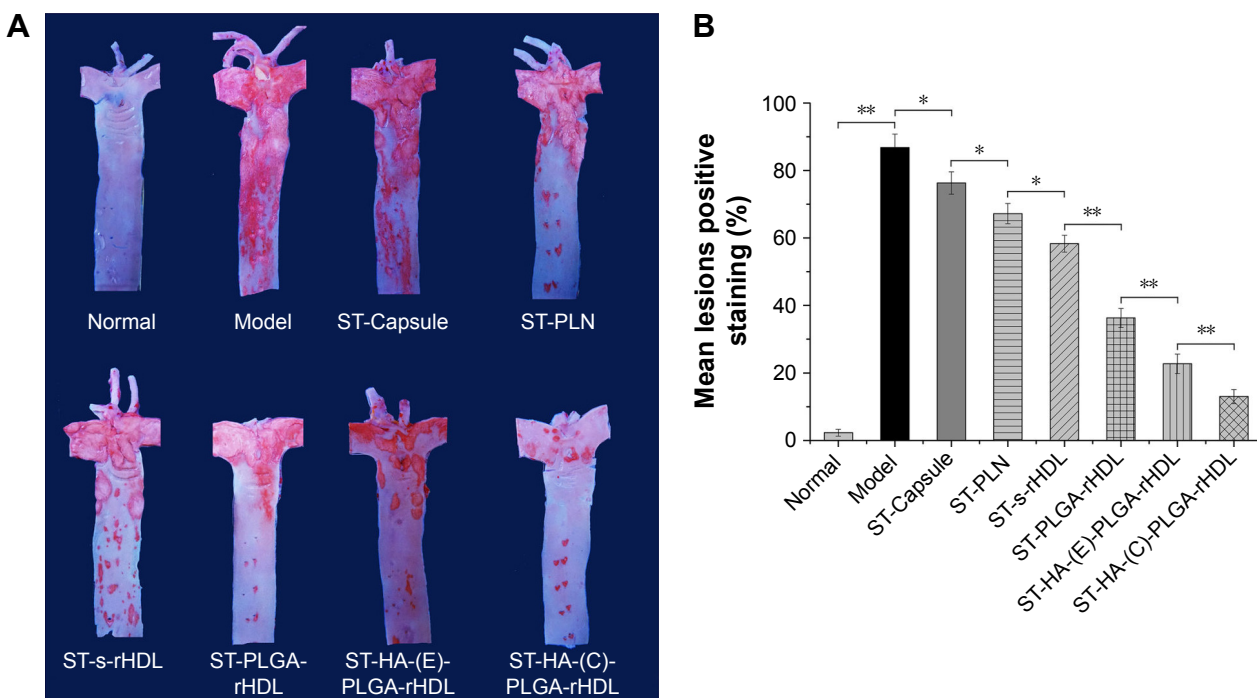 A
Normal
Model
ST-Capsule
ST-PLN
ST-s-rHDL
ST-PLGA-
rHDL
ST-HA-(E)-
PLGA-rHDL
ST-HA-(C)-
PLGA-rHDL
B
Mean lesions positive
staining (%)
100
80
60
40
20
0
**
*
*
*
**
**
**
Normal
Model
ST-Capsule
ST-PLN
ST-s-rHDL
ST-PLGA-rHDL
ST-HA-(E)-PLGA-rHDL
ST-HA-(C)-PLGA-rHDL